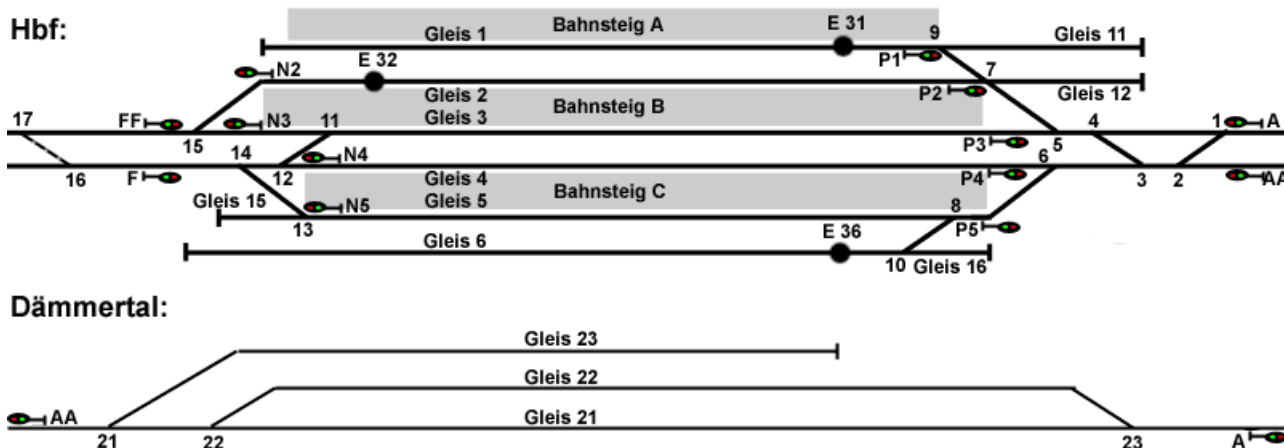 Hbf:
Bahnsteig A
E 31
Gleis 1
9
Gleis 11
P1
N2
E 32
7
P2
Gleis 12
Gleis 2
Gleis 3
Bahnsteig B
17
FF
N3
11
4
1
A
15
P3
5
14
N4
6
16
F
12
P4
3
2
AA
Gleis 4
Gleis 5
Bahnsteig C
Gleis 15
N5
8
13
P5
Gleis 6
E 36
10
Gleis 16
Dämmertal:
Gleis 23
Gleis 22
AA
Gleis 21
21
22
23
A